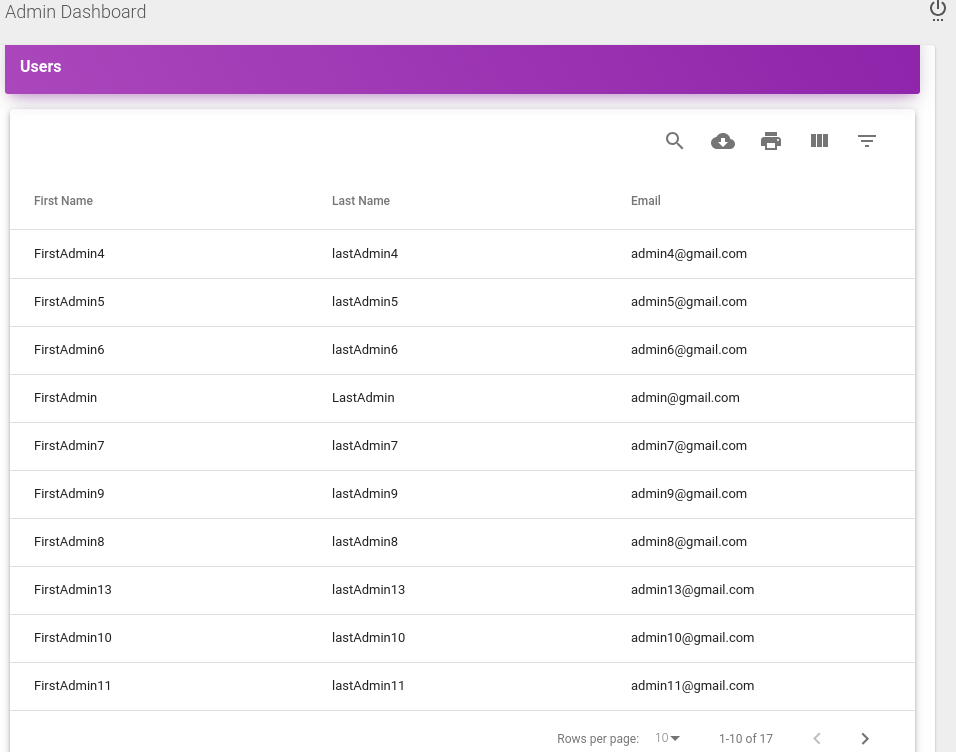 Admin Dashboard
Users
First Name Last Name Email
FirstAdmin4 lastAdmin4 admin4@gmail.com
FirstAdmin5 lastAdmin5 admin5@gmail.com
FirstAdmin6 lastAdmin6 admin6@gmail.com
FirstAdmin LastAdmin admin@gmail.com
FirstAdmin7 lastAdmin7 admin7@gmail.com
FirstAdmin9 lastAdmin9 admin9@gmail.com
FirstAdmin8 lastAdmin8 admin8@gmail.com
FirstAdmin13 lastAdmin13 admin13@gmail.com
FirstAdmin10 lastAdmin10 admin10@gmail.com
FirstAdmin11 lastAdmin11 admin11@gmail.com
Rows per page: 10 1-10 of 17